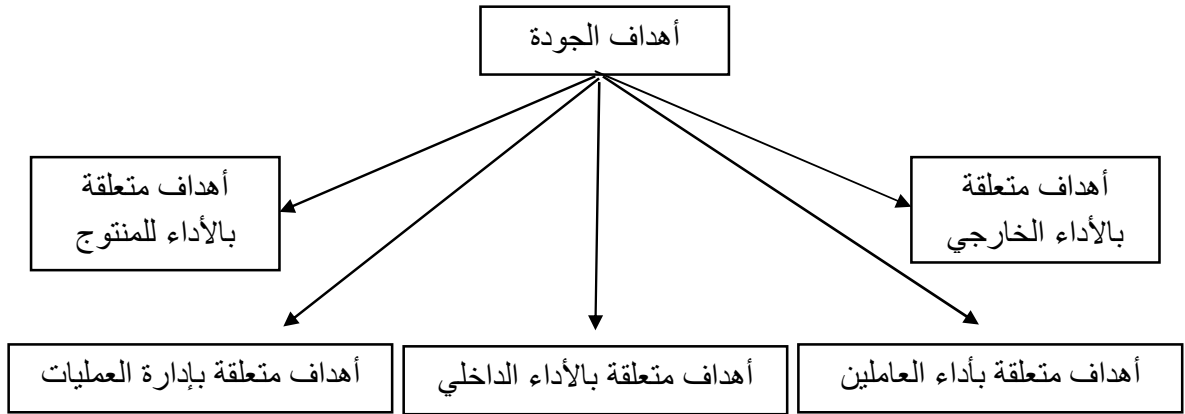 أهداف الجودة
أهداف متعلقة
بالأداء الخارجي
أهداف متعلقة
بالأداء للمنتوج
أهداف متعلقة بأداء العاملين
أهداف متعلقة بالأداء الداخلي
أهداف متعلقة بإدارة العمليات